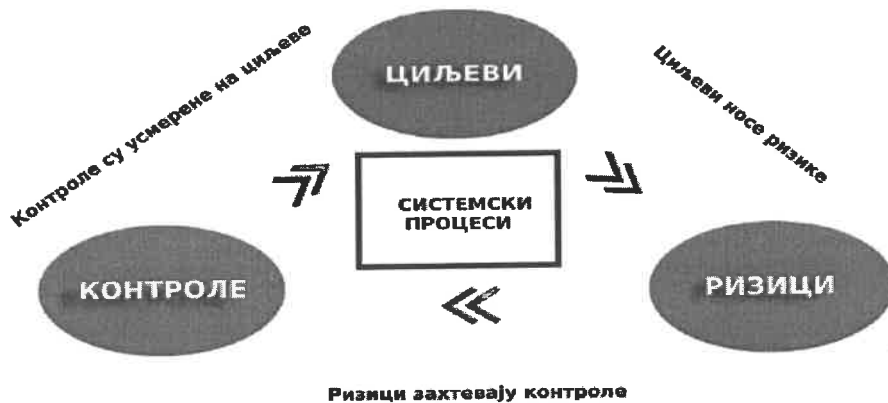 ЦИЉЕВИ
Контроле су усмерене на циљеве
Циљеви носе ризике
СИСТЕМСКИ
ПРОЦЕСИ
КОНТРОЛЕ
РИЗИЦИ
Ризици захтевају контроле